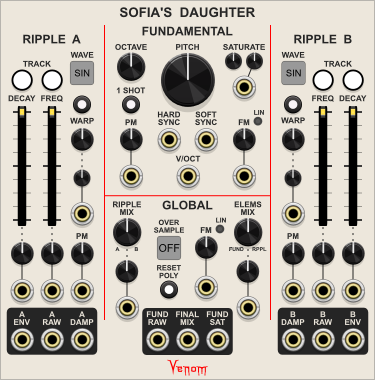 SOFIA'S DAUGHTER
RIPPLE A
WAVE
SIN
TRACK
DECAY FREQ
WARP
PM
A ENV
A RAW
A DAMP
FUNDAMENTAL
OCTAVE
PITCH
SATURATE
1 SHOT
PM
HARD SYNC
SOFT SYNC
LIN
FM
V/OCT
RIPPLE MIX
A B
GLOBAL
OVER SAMPLE
OFF
RESET POLY
LIN
FM
ELEMS MIX
FUND RPPL
FUND RAW
FINAL MIX
FUND SAT
RIPPLE B
WAVE
SIN
TRACK
FREQ DECAY
WARP
PM
B DAMP
B RAW
B ENV
Venom